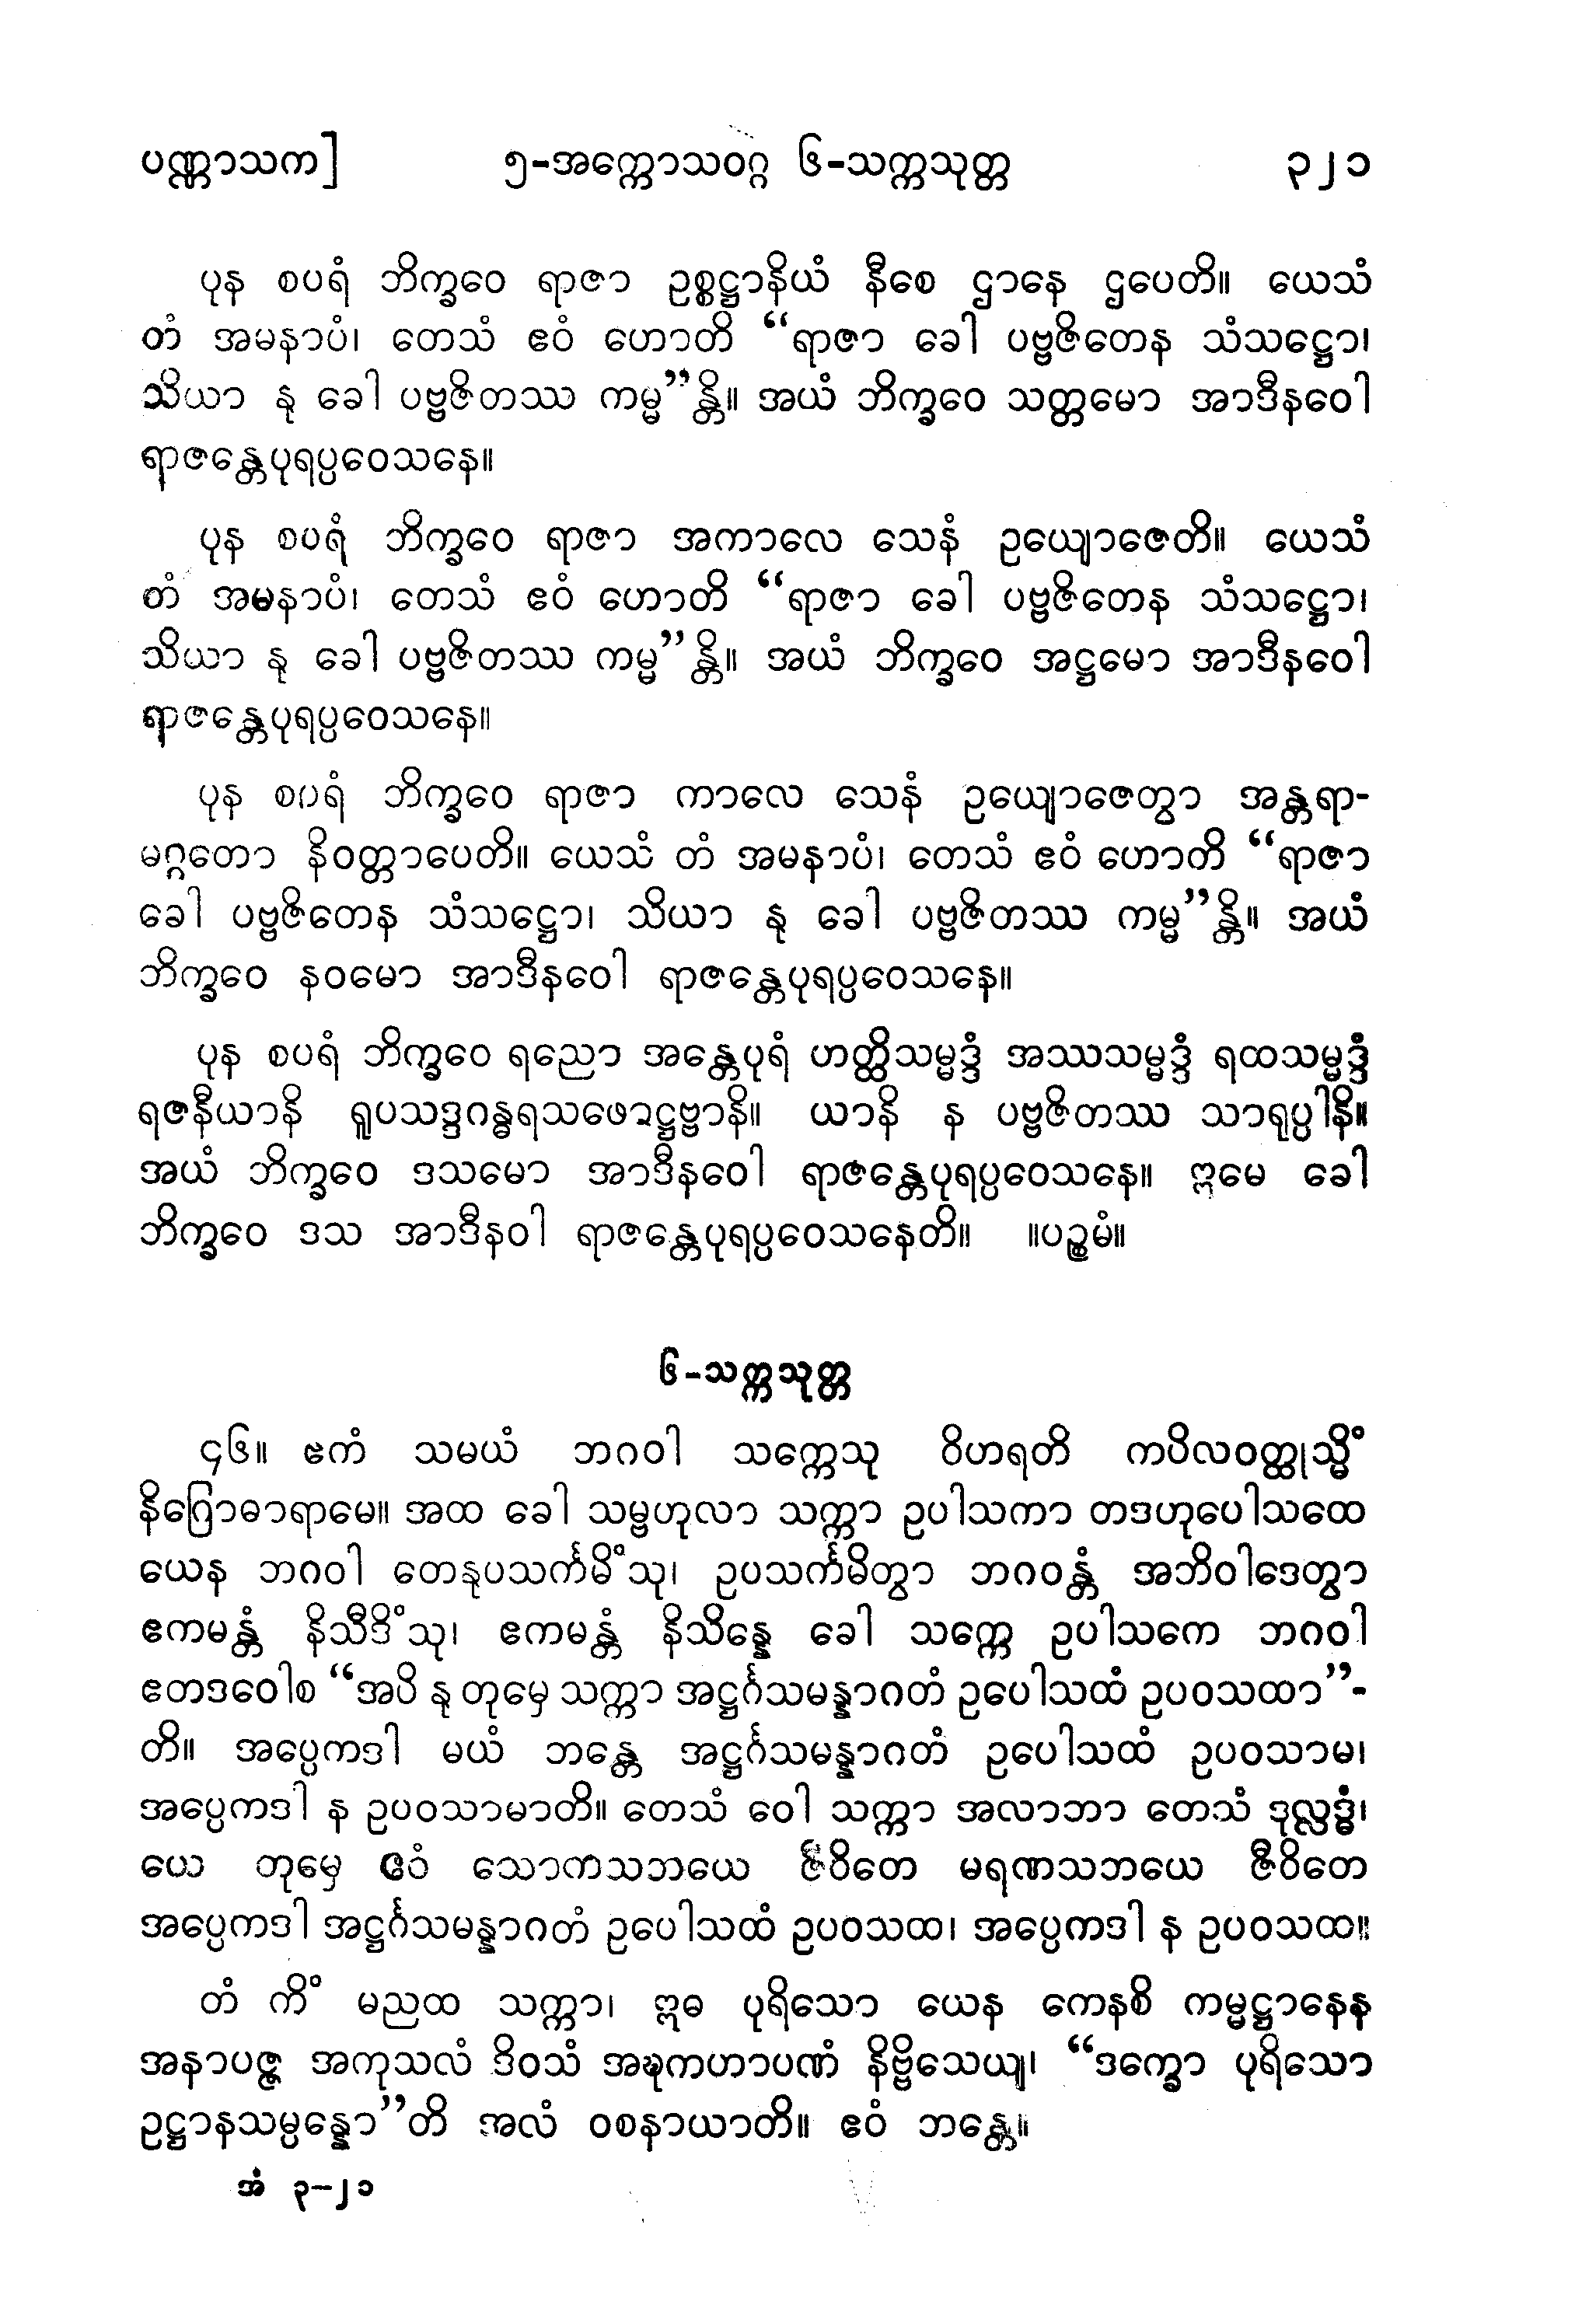 ပဏ္ဏာသက]  ၅-အက္ကောသဝဂ္ဂ ၆-သက္ကသုတ္တ  ၃၂၁
ပုန စပရံ ဘိက္ခဝေ ရာဇာ ဥစ္စဋ္ဌာနိယံ နီစေ ဌာနေ ဌပေတိ။ ယေသံ
တံ အမနာပံ၊ တေသံ ဧဝံ ဟောတိ “ရာဇာ ခေါ ပဗ္ဗဇိတေန သံသဋ္ဌော၊
သိယာ နု ခေါ ပဗ္ဗဇိတဿ ကမ္မ”န္တိ။ အယံ ဘိက္ခဝေ သတ္တမော အာဒီနဝေါ
ရာဇန္တေပုရပ္ပဝေသနေ။
ပုန စပရံ ဘိက္ခဝေ ရာဇာ အကာလေ သေနံ ဥယျောဇေတိ။ ယေသံ
တံ အမနာပံ၊ တေသံ ဧဝံ ဟောတိ “ရာဇာ ခေါ ပဗ္ဗဇိတေန သံသဋ္ဌော၊
သိယာ နု ခေါ ပဗ္ဗဇိတဿ ကမ္မ”န္တိ။ အယံ ဘိက္ခဝေ အဋ္ဌမော အာဒီနဝေါ
ရာဇန္တေပုရပ္ပဝေသနေ။
ပုန စပရံ ဘိက္ခဝေ ရာဇာ ကာလေ သေနံ ဥယျောဇေတွာ အန္တရာ-
မဂ္ဂတော နိဝတ္တာပေတိ။ ယေသံ တံ အမနာပံ၊ တေသံ ဧဝံ ဟောတိ “ရာဇာ
ခေါ ပဗ္ဗဇိတေန သံသဋ္ဌော၊ သိယာ နု ခေါ ပဗ္ဗဇိတဿ ကမ္မ”န္တိ။ အယံ
ဘိက္ခဝေ နဝမော အာဒီနဝေါ ရာဇန္တေပုရပ္ပဝေသနေ။
ပုန စပရံ ဘိက္ခဝေ ရညော အန္တေပုရံ ဟတ္ထိသမ္မဒ္ဒံ အဿသမ္မဒ္ဒံ ရထသမ္မဒ္ဒံ
ရဇနီယာနိ ရူပသဒ္ဒဂန္ဓရသဖောဋ္ဌဗ္ဗာနိ။ ယာနိ န ပဗ္ဗဇိတဿ သာရုပ္ပါနိ။
အယံ ဘိက္ခဝေ ဒသမော အာဒီနဝေါ ရာဇန္တေပုရပ္ပဝေသနေ။ ဣမေ ခေါ
ဘိက္ခဝေ ဒသ အာဒီနဝါ ရာဇန္တေပုရပ္ပဝေသနေတိ။ ။ပဉ္စမံ။
၆-သက္ကသုတ္တ
၄၆။ ဧကံ သမယံ ဘဂဝါ သက္ကေသု ဝိဟရတိ ကပိလဝတ္ထုသ္မိံ
နိဂြောဓာရာမေ။ အထ ခေါ သမ္ဗဟုလာ သက္ကာ ဥပါသကာ တဒဟုပေါသထေ
ယေန ဘဂဝါ တေနုပသင်္ကမိံသု၊ ဥပသင်္ကမိတွာ ဘဂဝန္တံ အဘိဝါဒေတွာ
ဧကမန္တံ နိသီဒိံသု၊ ဧကမန္တံ နိသိန္နေ ခေါ သက္ကေ ဥပါသကေ ဘဂဝါ
ဧတဒဝေါစ “အပိ နု တုမှေ သက္ကာ အဋ္ဌင်္ဂသမန္နာဂတံ ဥပေါသထံ ဥပဝသထာ”-
တိ။ အပ္ပေကဒါ မယံ ဘန္တေ အဋ္ဌင်္ဂသမန္နာဂတံ ဥပေါသထံ ဥပဝသာမ၊
အပ္ပေကဒါ န ဥပဝသာမာတိ။ တေသံ ဝေါ သက္ကာ အလာဘာ တေသံ ဒုလ္လဒ္ဓံ၊
ယေ တုမှေ ဧဝံ သောကသဘယေ ဇီဝိတေ မရဏသဘယေ ဇီဝိတေ
အပ္ပေကဒါ အဋ္ဌင်္ဂသမန္နာဂတံ ဥပေါသထံ ဥပဝသထ၊ အပ္ပေကဒါ န ဥပဝသထ။
တံ ကိံ မညထ သက္ကာ၊ ဣဓ ပုရိသော ယေန ကေနစိ ကမ္မဋ္ဌာနေန
အနာပဇ္ဇ အကုသလံ ဒိဝသံ အဍ္ဎကဟာပဏံ နိဗ္ဗိသေယျ၊ “ဒက္ခော ပုရိသော
ဥဋ္ဌာနသမ္ပန္နော”တိ အလံ ဝစနာယာတိ။ ဧဝံ ဘန္တေ။
အံ ၃-၂၁